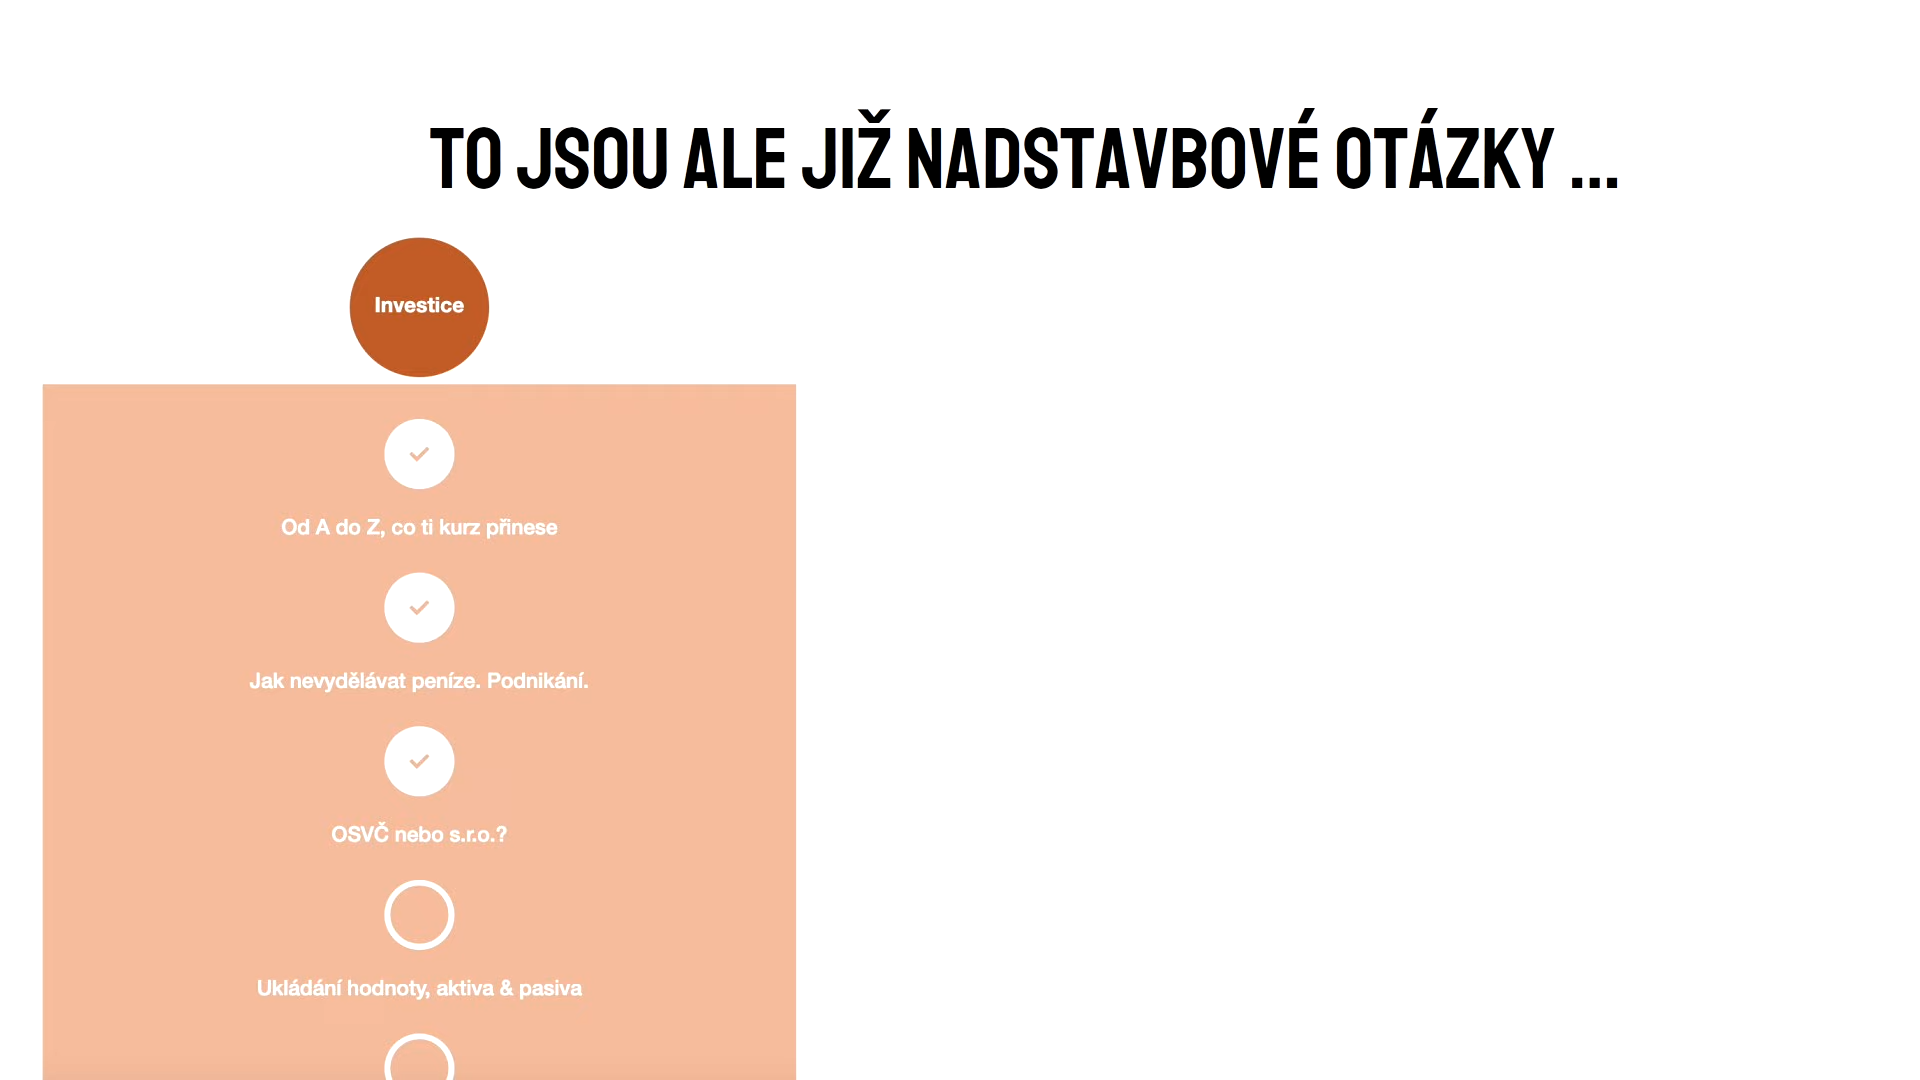 TO JSOU ALE JIŽ NADSTAVBOVÉ OTÁZKY ...
Investice
Od A do Z, co ti kurz přinese
Jak nevydělávat peníze. Podnikání.
OSVČ nebo s.r.o.?
Ukládání hodnoty, aktiva & pasiva